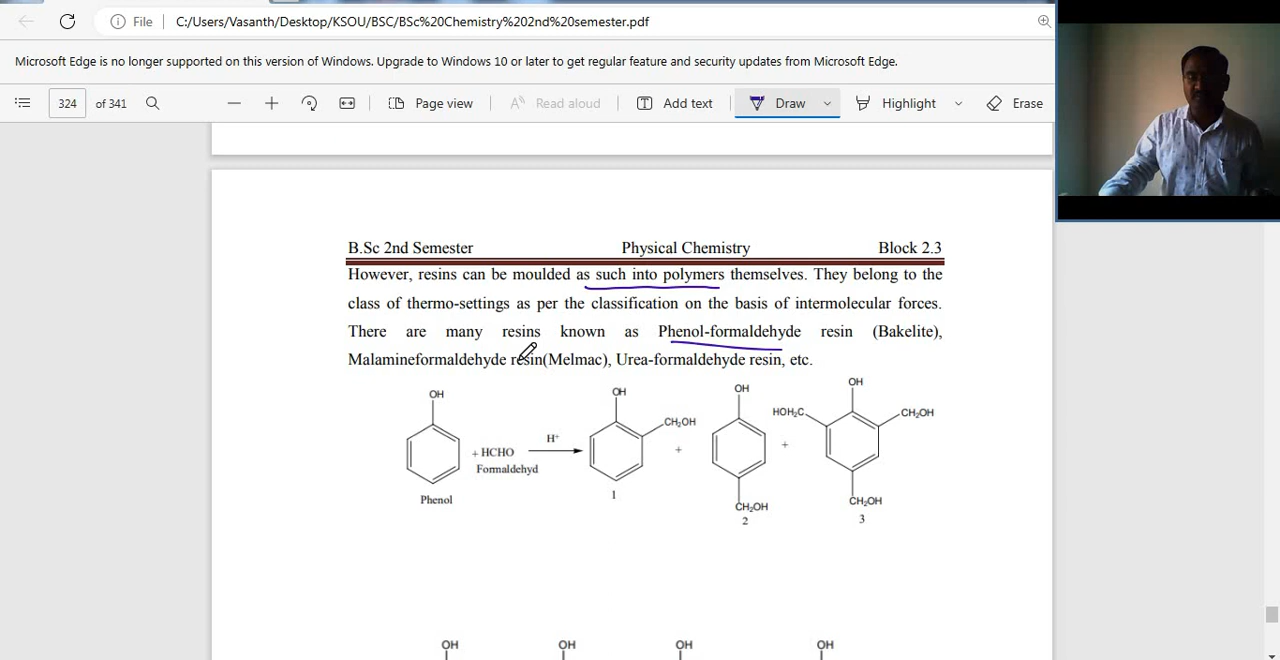 File C:/Users/Vasanth/Desktop/KSOU/BSC/BSc%20Chemistry%202nd%20semester.pdf
Microsoft Edge is no longer supported on this version of Windows. Upgrade to Windows 10 or later to get regular feature and security updates from Microsoft Edge.
324 of 341 Page view Read aloud Add text Draw Highlight Erase
B.Sc 2nd Semester Physical Chemistry Block 2.3
However, resins can be moulded as such into polymers themselves. They belong to the
class of thermo-settings as per the classification on the basis of intermolecular forces.
There are many resins known as Phenol-formaldehyde resin (Bakelite),
Malamineformaldehyde resin(Melmac), Urea-formaldehyde resin, etc.
OH OH OH OH
CH₂OH HOH₂C CH₂OH
+ HCHO H⁺ + +
Formaldehyd
Phenol 1 CH₂OH CH₂OH
2 3
OH OH OH OH